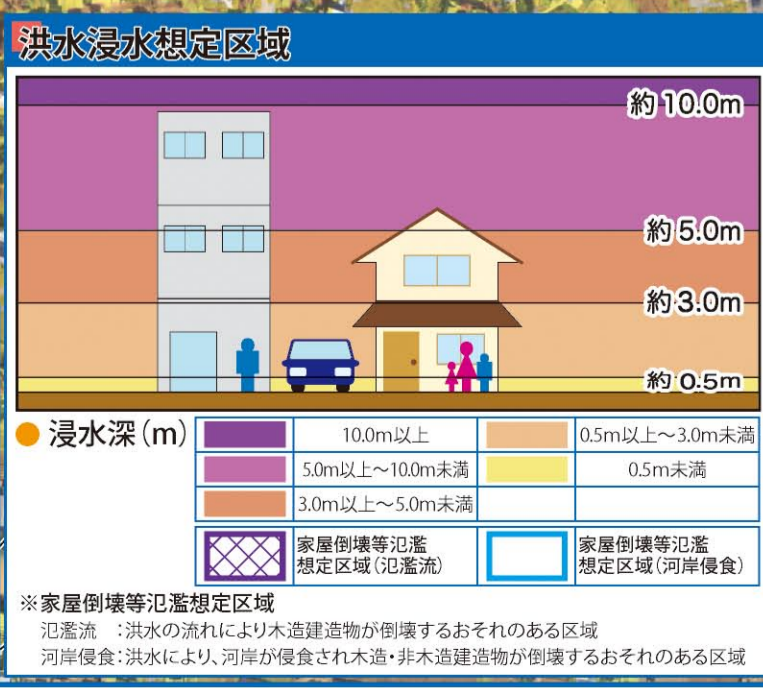 洪水浸水想定区域
約10.0m
約5.0m
約3.0m
約0.5m
● 浸水深(m)
10.0m以上
0.5m以上～3.0m未満
5.0m以上～10.0m未満
0.5m未満
3.0m以上～5.0m未満
家屋倒壊等氾濫
想定区域(氾濫流)
家屋倒壊等氾濫
想定区域(河岸侵食)
※家屋倒壊等氾濫想定区域
氾濫流 :洪水の流れにより木造建造物が倒壊するおそれのある区域
河岸侵食:洪水により、河岸が侵食され木造・非木造建造物が倒壊するおそれのある区域